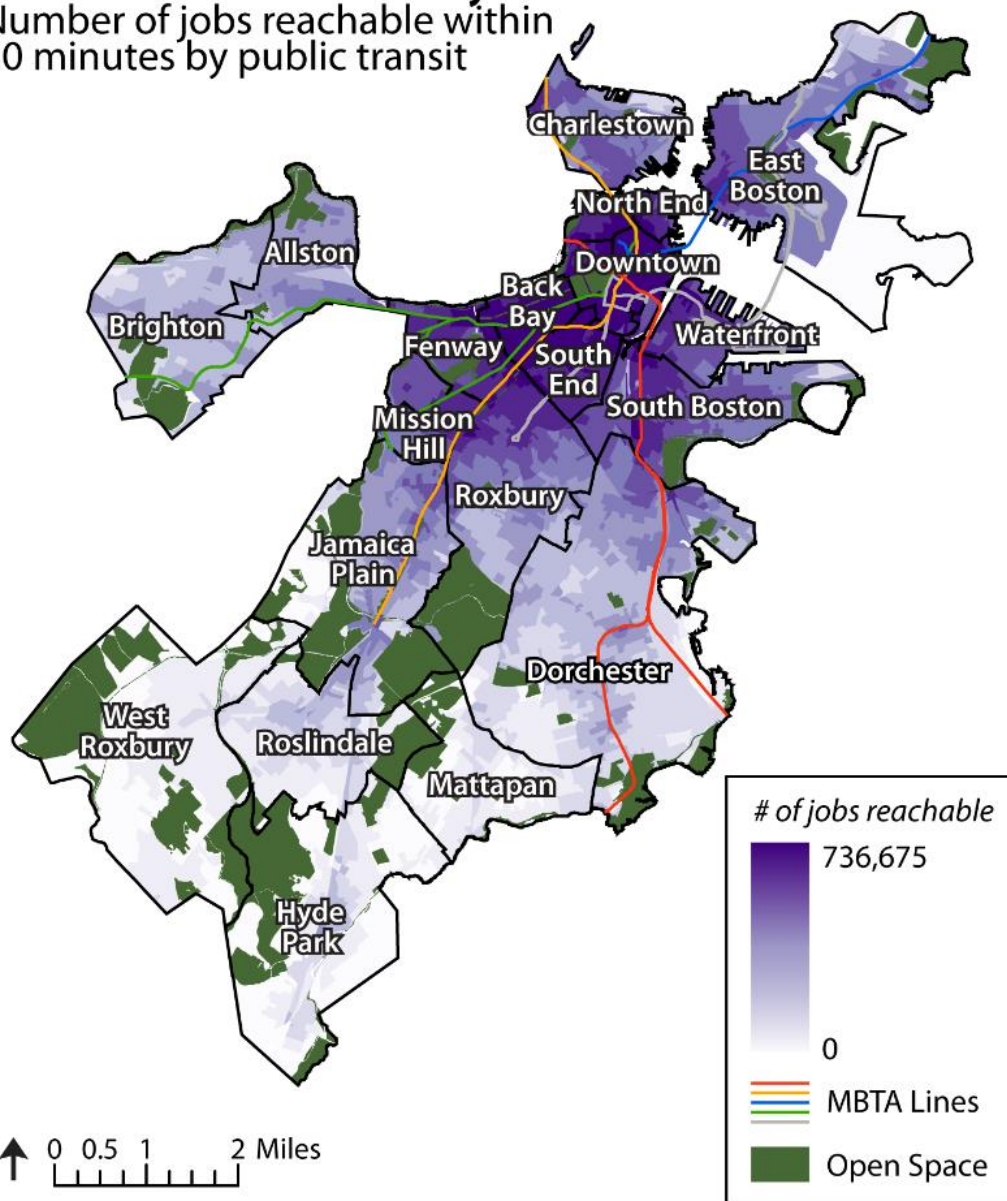 Number of jobs reachable within
0 minutes by public transit
Charlestown
East
Boston
North End
Allston
Downtown
Back
Bay
Brighton
Waterfront
Fenway
South
End
South Boston
Mission
Hill
Roxbury
Jamaica
Plain
Dorchester
West
Roxbury
Roslindale
Mattapan
Hyde
Park
# of jobs reachable
736,675
0
MBTA Lines
Open Space
0 0.5 1 2 Miles